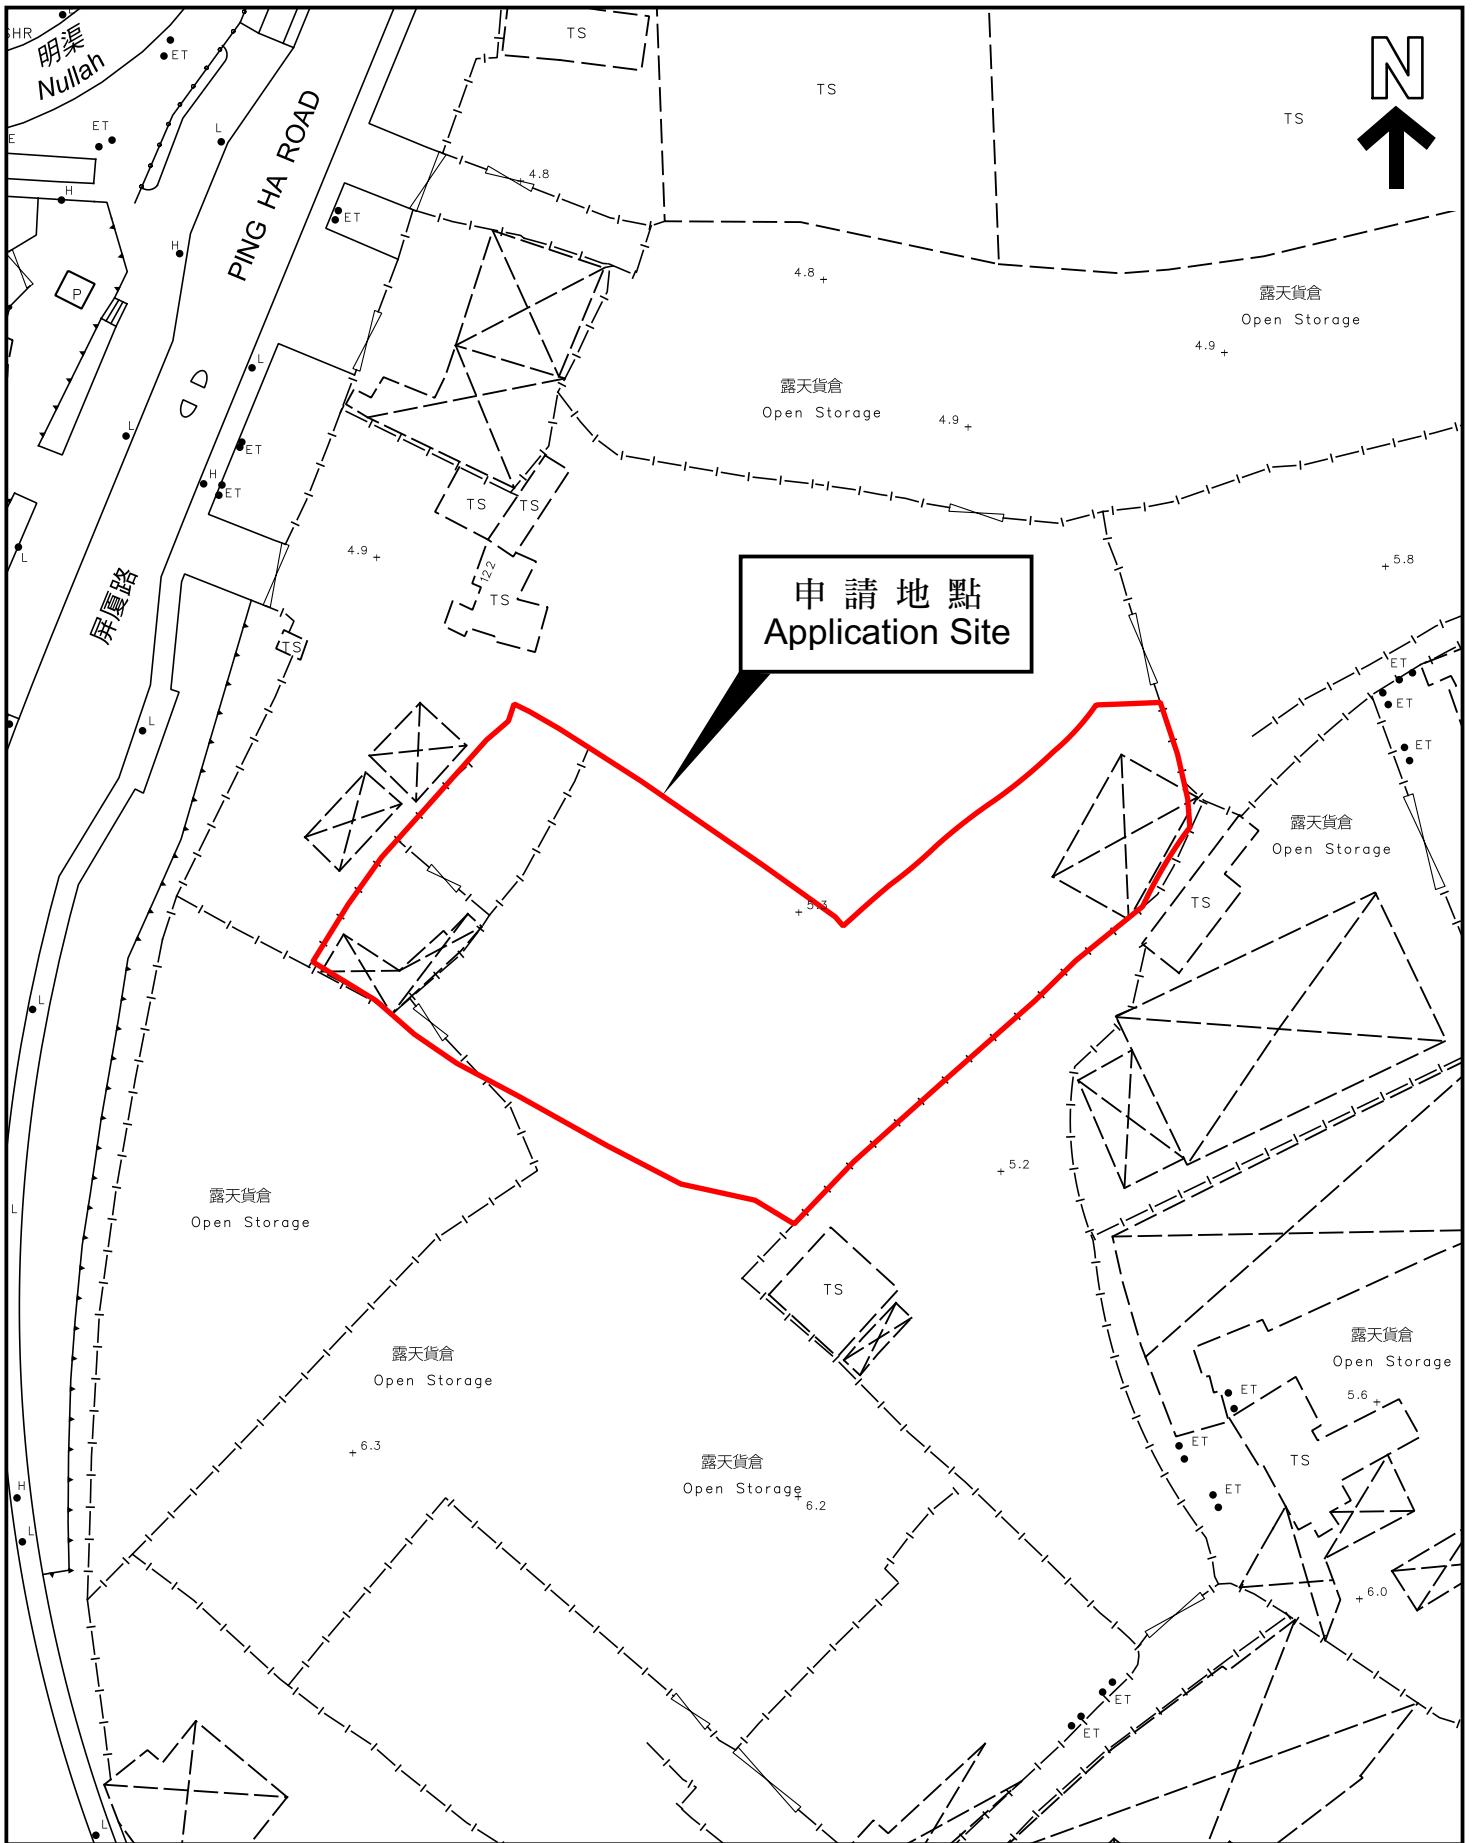 SHR
明渠
Nullah
ET
TS
TS
TS
N
ET
L
E
H
4.8
ET
PING HA ROAD
H
P
4.8
露天貨倉
Open Storage
4.9
L
露天貨倉
Open Storage
4.9
L
ET
H
ET
TS
TS
4.9
122
TS
L
5.8
屏廈路
申請地點
Application Site
TS
ET
ET
L
ET
露天貨倉
Open Storage
5.3
TS
L
5.2
露天貨倉
Open Storage
L
TS
露天貨倉
Open Storage
露天貨倉
Open Storage
5.6
ET
6.3
ET
TS
露天貨倉
Open Storage
6.2
ET
H
L
6.0
ET
ET
L